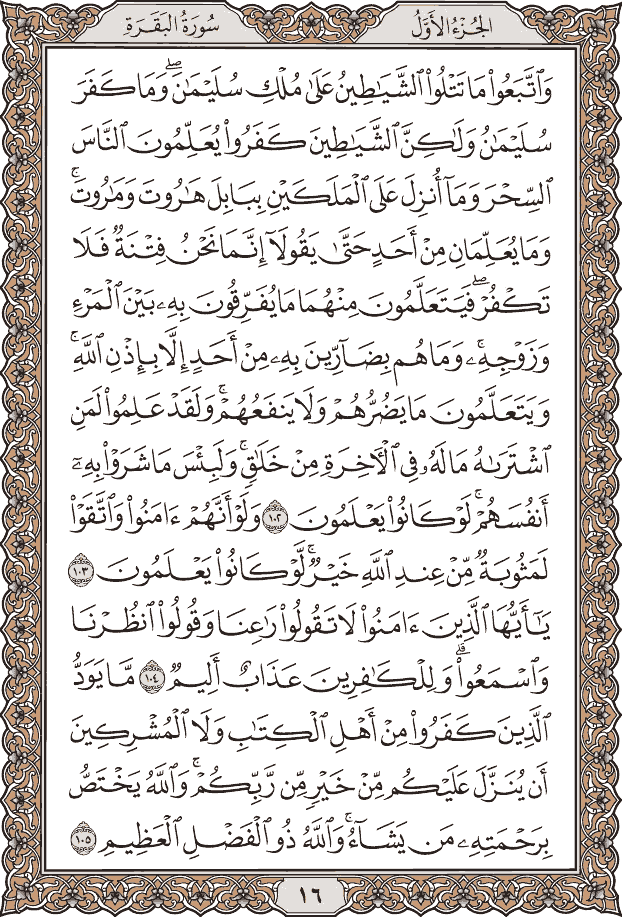 الجُزْءُ الأَوَّلُ
سُورَةُ البَقَرَةِ
وَٱتَّبَعُوا۟ مَا تَتْلُوا۟ ٱلشَّيَـٰطِينُ عَلَىٰ مُلْكِ سُلَيْمَـٰنَۖ وَمَا كَفَرَ
سُلَيْمَـٰنُ وَلَـٰكِنَّ ٱلشَّيَـٰطِينَ كَفَرُوا۟ يُعَلِّمُونَ ٱلنَّاسَ
ٱلسِّحْرَ وَمَآ أُنزِلَ عَلَى ٱلْمَلَكَيْنِ بِبَابِلَ هَـٰرُوتَ وَمَـٰرُوتَۚ
وَمَا يُعَلِّمَانِ مِنْ أَحَدٍ حَتَّىٰ يَقُولَآ إِنَّمَا نَحْنُ فِتْنَةٌ فَلَا
تَكْفُرْۖ فَيَتَعَلَّمُونَ مِنْهُمَا مَا يُفَرِّقُونَ بِهِۦ بَيْنَ ٱلْمَرْءِ
وَزَوْجِهِۦۚ وَمَا هُم بِضَآرِّينَ بِهِۦ مِنْ أَحَدٍ إِلَّا بِإِذْنِ ٱللَّهِۚ
وَيَتَعَلَّمُونَ مَا يَضُرُّهُمْ وَلَا يَنفَعُهُمْۚ وَلَقَدْ عَلِمُوا۟ لَمَنِ
ٱشْتَرَىٰهُ مَا لَهُۥ فِى ٱلْـَٔاخِرَةِ مِنْ خَلَـٰقٍۚ وَلَبِئْسَ مَا شَرَوْا۟ بِهِۦٓ
أَنفُسَهُمْۚ لَوْ كَانُوا۟ يَعْلَمُونَ ١٠٢ وَلَوْ أَنَّهُمْ ءَامَنُوا۟ وَٱتَّقَوْا۟
لَمَثُوبَةٌ مِّنْ عِندِ ٱللَّهِ خَيْرٌۚ لَّوْ كَانُوا۟ يَعْلَمُونَ ١٠٣
يَـٰٓأَيُّهَا ٱلَّذِينَ ءَامَنُوا۟ لَا تَقُولُوا۟ رَٰعِنَا وَقُولُوا۟ ٱنظُرْنَا
وَٱسْمَعُوا۟ۗ وَلِلْكَـٰفِرِينَ عَذَابٌ أَلِيمٌ ١٠٤ مَّا يَوَدُّ
ٱلَّذِينَ كَفَرُوا۟ مِنْ أَهْلِ ٱلْكِتَـٰبِ وَلَا ٱلْمُشْرِكِينَ
أَن يُنَزَّلَ عَلَيْكُم مِّنْ خَيْرٍ مِّن رَّبِّكُمْۚ وَٱللَّهُ يَخْتَصُّ
بِرَحْمَتِهِۦ مَن يَشَآءُۚ وَٱللَّهُ ذُو ٱلْفَضْلِ ٱلْعَظِيمِ ١٠٥
١٦